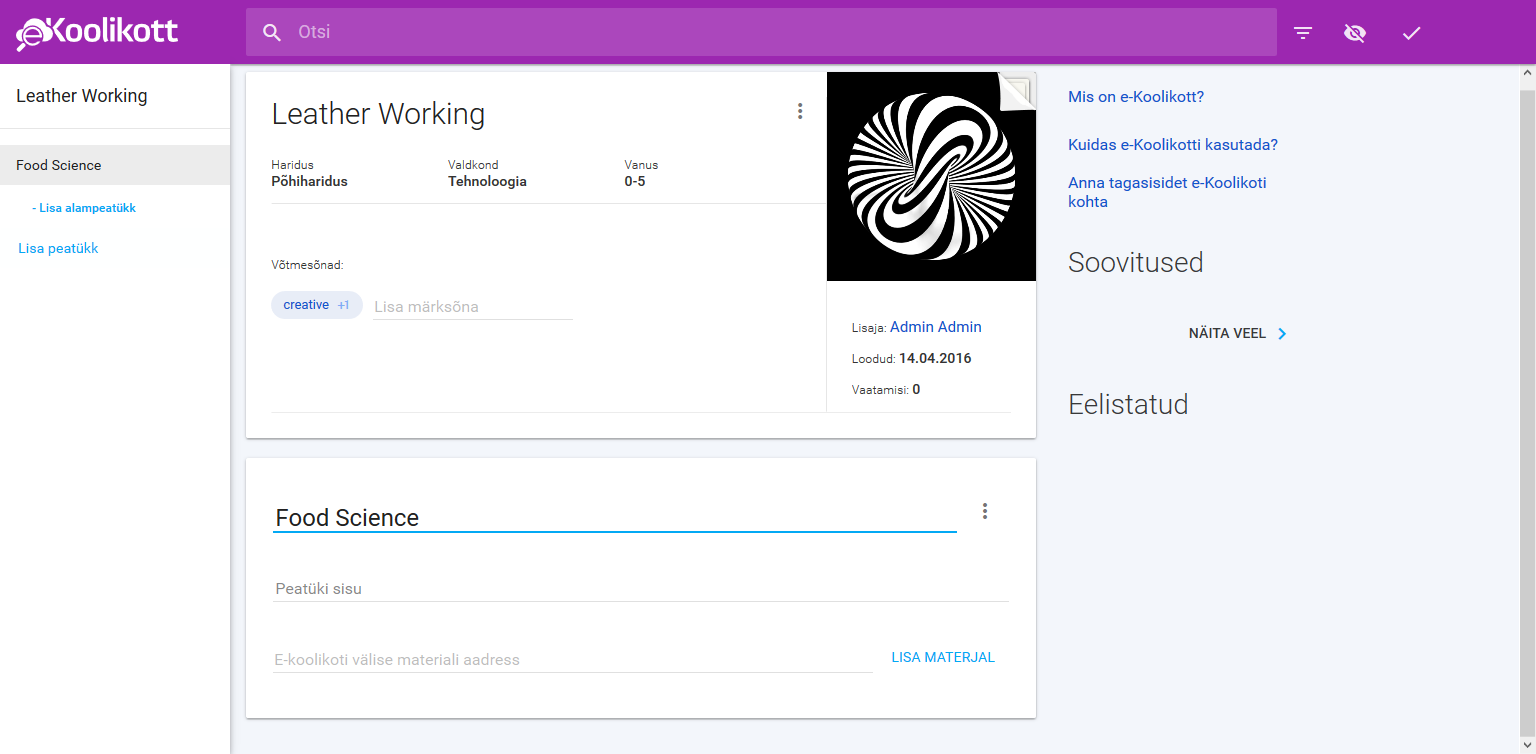 eKoolikott
Otsi
Leather Working
Food Science
- Lisa alampeatükk
Lisa peatükk
Leather Working
Haridus
Põhiharidus
Valdkond
Tehnoloogia
Vanus
0-5
Võtmesõnad:
creative +1
Lisa märksõna
Lisaja: Admin Admin
Loodud: 14.04.2016
Vaatamisi: 0
Food Science
Peatüki sisu
E-koolikoti välise materiali aadress
LISA MATERJAL
Mis on e-Koolikott?
Kuidas e-Koolikotti kasutada?
Anna tagasisidet e-Koolikoti
kohta
Soovitused
NÄITA VEEL
Eelistatud